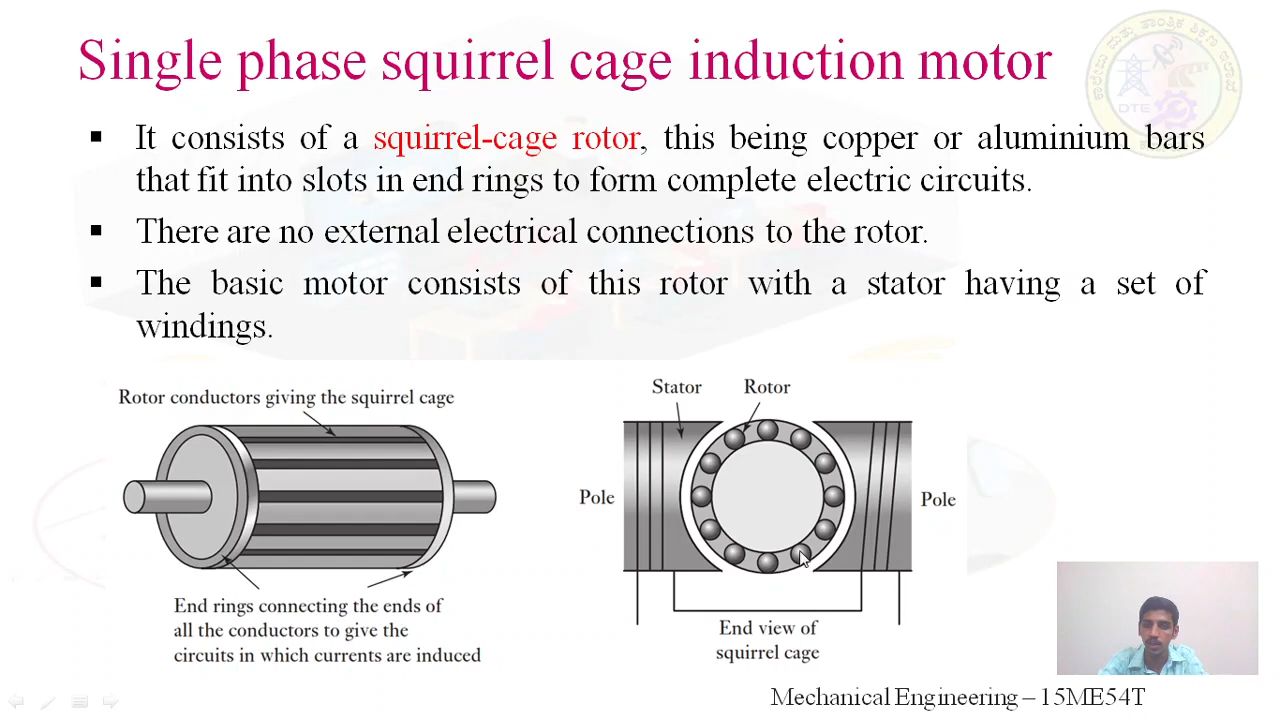 Single phase squirrel cage induction motor
▪ It consists of a squirrel-cage rotor, this being copper or aluminium bars
that fit into slots in end rings to form complete electric circuits.
▪ There are no external electrical connections to the rotor.
▪ The basic motor consists of this rotor with a stator having a set of
windings.
Rotor conductors giving the squirrel cage
End rings connecting the ends of
all the conductors to give the
circuits in which currents are induced
Stator
Rotor
Pole
Pole
End view of
squirrel cage
DTE
Mechanical Engineering – 15ME54T